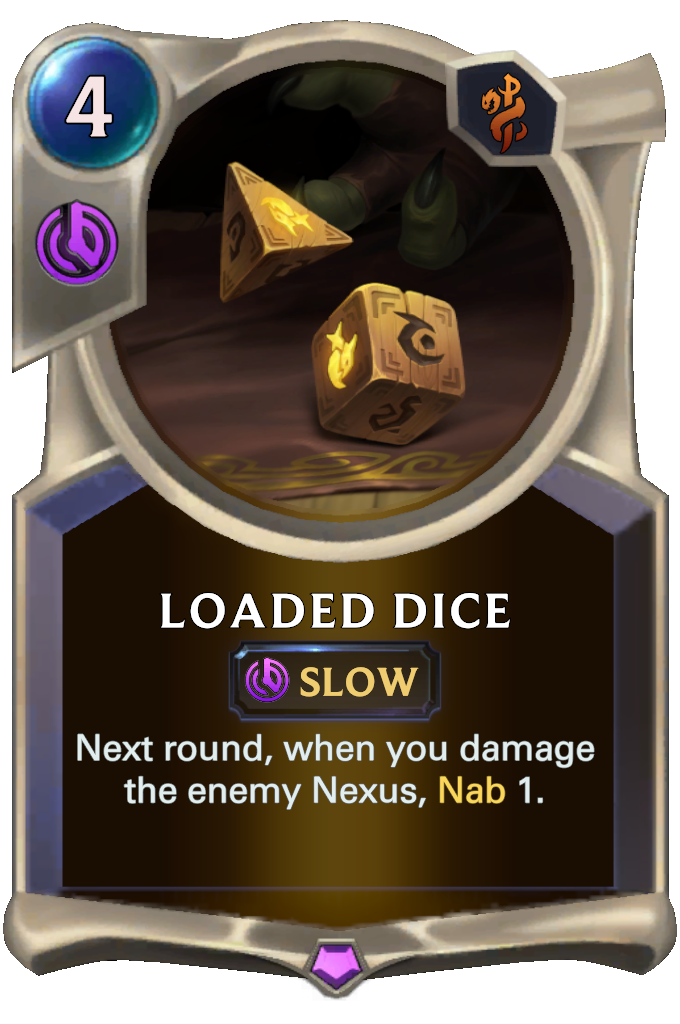 4
LOADED DICE
SLOW
Next round, when you damage
the enemy Nexus, Nab 1.